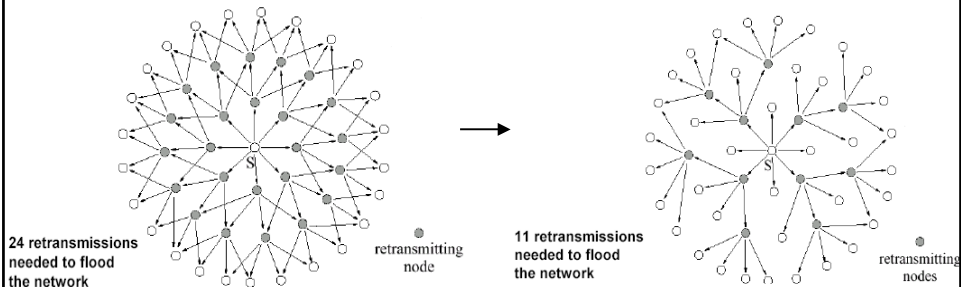 S
24 retransmissions
needed to flood
the network
retransmitting
node
S
11 retransmissions
needed to flood
the network
retransmitting
nodes